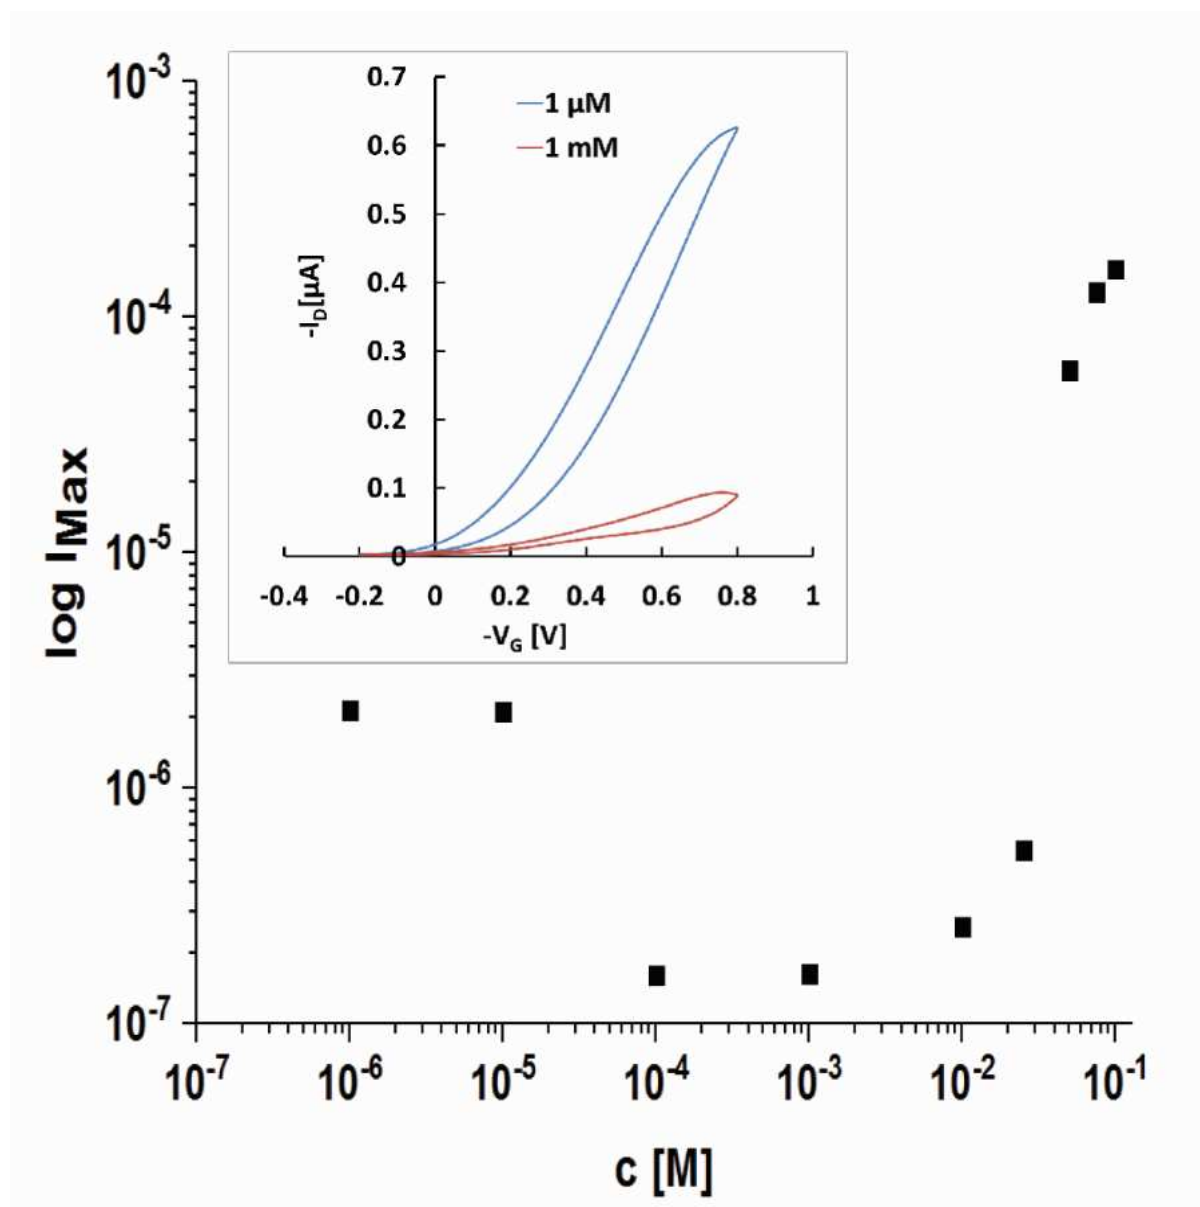 10⁻³
10⁻⁴
10⁻⁵
10⁻⁶
10⁻⁷
log I_Max
0.7
0.6
0.5
0.4
0.3
0.2
0.1
0
-I_D[µA]
1 µM
1 mM
-0.4 -0.2 0 0.2 0.4 0.6 0.8 1
-V_G [V]
10⁻⁷ 10⁻⁶ 10⁻⁵ 10⁻⁴ 10⁻³ 10⁻² 10⁻¹
c [M]